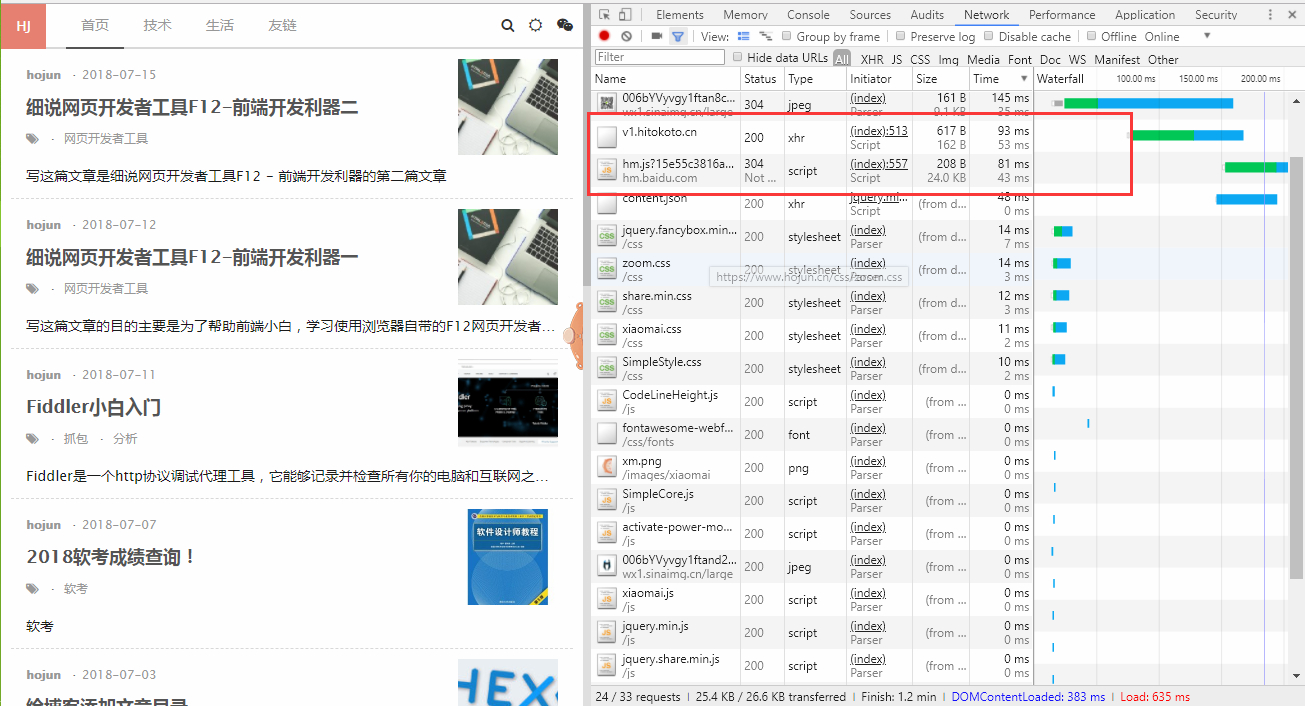 HJ 首页 技术 生活 友链
hojun · 2018-07-15
细说网页开发者工具F12-前端开发利器二
· 网页开发者工具
写这篇文章是细说网页开发者工具F12 - 前端开发利器的第二篇文章
hojun · 2018-07-12
细说网页开发者工具F12-前端开发利器一
· 网页开发者工具
写这篇文章的目的主要是为了帮助前端小白，学习使用浏览器自带的F12网页开发者...
hojun · 2018-07-11
Fiddler小白入门
· 抓包 · 分析
Fiddler是一个http协议调试代理工具，它能够记录并检查所有你的电脑和互联网之...
hojun · 2018-07-07
2018软考成绩查询！
· 软考
软考
软件设计师教程
hojun · 2018-07-03
给博客添加文章目录
HEX
Elements Memory Console Sources Audits Network Performance Application Security
View: Group by frame Preserve log Disable cache Offline Online
Filter Hide data URLs All XHR JS CSS Img Media Font Doc WS Manifest Other
Name Status Type Initiator Size Time Waterfall 100.00 ms 150.00 ms 200.00 ms
006bYVyvgy1ftan8c... 304 jpeg (index) 161 B 145 ms
wx1.sinaimg.cn/large Parser 9.1 KB 35 ms
v1.hitokoto.cn 200 xhr (index):513 617 B 93 ms
Script 162 B 53 ms
hm.js?15e55c3816a... 304 script (index):557 208 B 81 ms
hm.baidu.com Not ... Script 24.0 KB 43 ms
content.json 200 xhr jquery.mi... (from d... 48 ms
Script 0 ms
jquery.fancybox.min... 200 stylesheet (index) (from d... 14 ms
/css Parser 7 ms
zoom.css 200 stylesheet (index) (from d... 14 ms
/css Parser 3 ms
https://www.hojun.cn/css/zoom.css
share.min.css 200 stylesheet (index) (from d... 12 ms
/css Parser 3 ms
xiaomai.css 200 stylesheet (index) (from d... 11 ms
/css Parser 2 ms
SimpleStyle.css 200 stylesheet (index) (from d... 10 ms
/css Parser 2 ms
CodeLineHeight.js 200 script (index) (from ... 0 ms
/js Parser 0 ms
fontawesome-webf... 200 font (index) (from ... 0 ms
/css/fonts Parser 0 ms
xm.png 200 png (index) (from ... 0 ms
/images/xiaomai Parser 0 ms
SimpleCore.js 200 script (index) (from ... 0 ms
/js Parser 0 ms
activate-power-mo... 200 script (index) (from ... 0 ms
/js Parser 0 ms
006bYVyvgy1ftand2... 200 jpeg (index) (from ... 0 ms
wx1.sinaimg.cn/large Parser 0 ms
xiaomai.js 200 script (index) (from ... 0 ms
/js Parser 0 ms
jquery.min.js 200 script (index) (from ... 0 ms
/js Parser 0 ms
jquery.share.min.js 200 script (index) (from ... 0 ms
/js Parser 0 ms
24 / 33 requests | 25.4 KB / 26.6 KB transferred | Finish: 1.2 min | DOMContentLoaded: 383 ms | Load: 635 ms